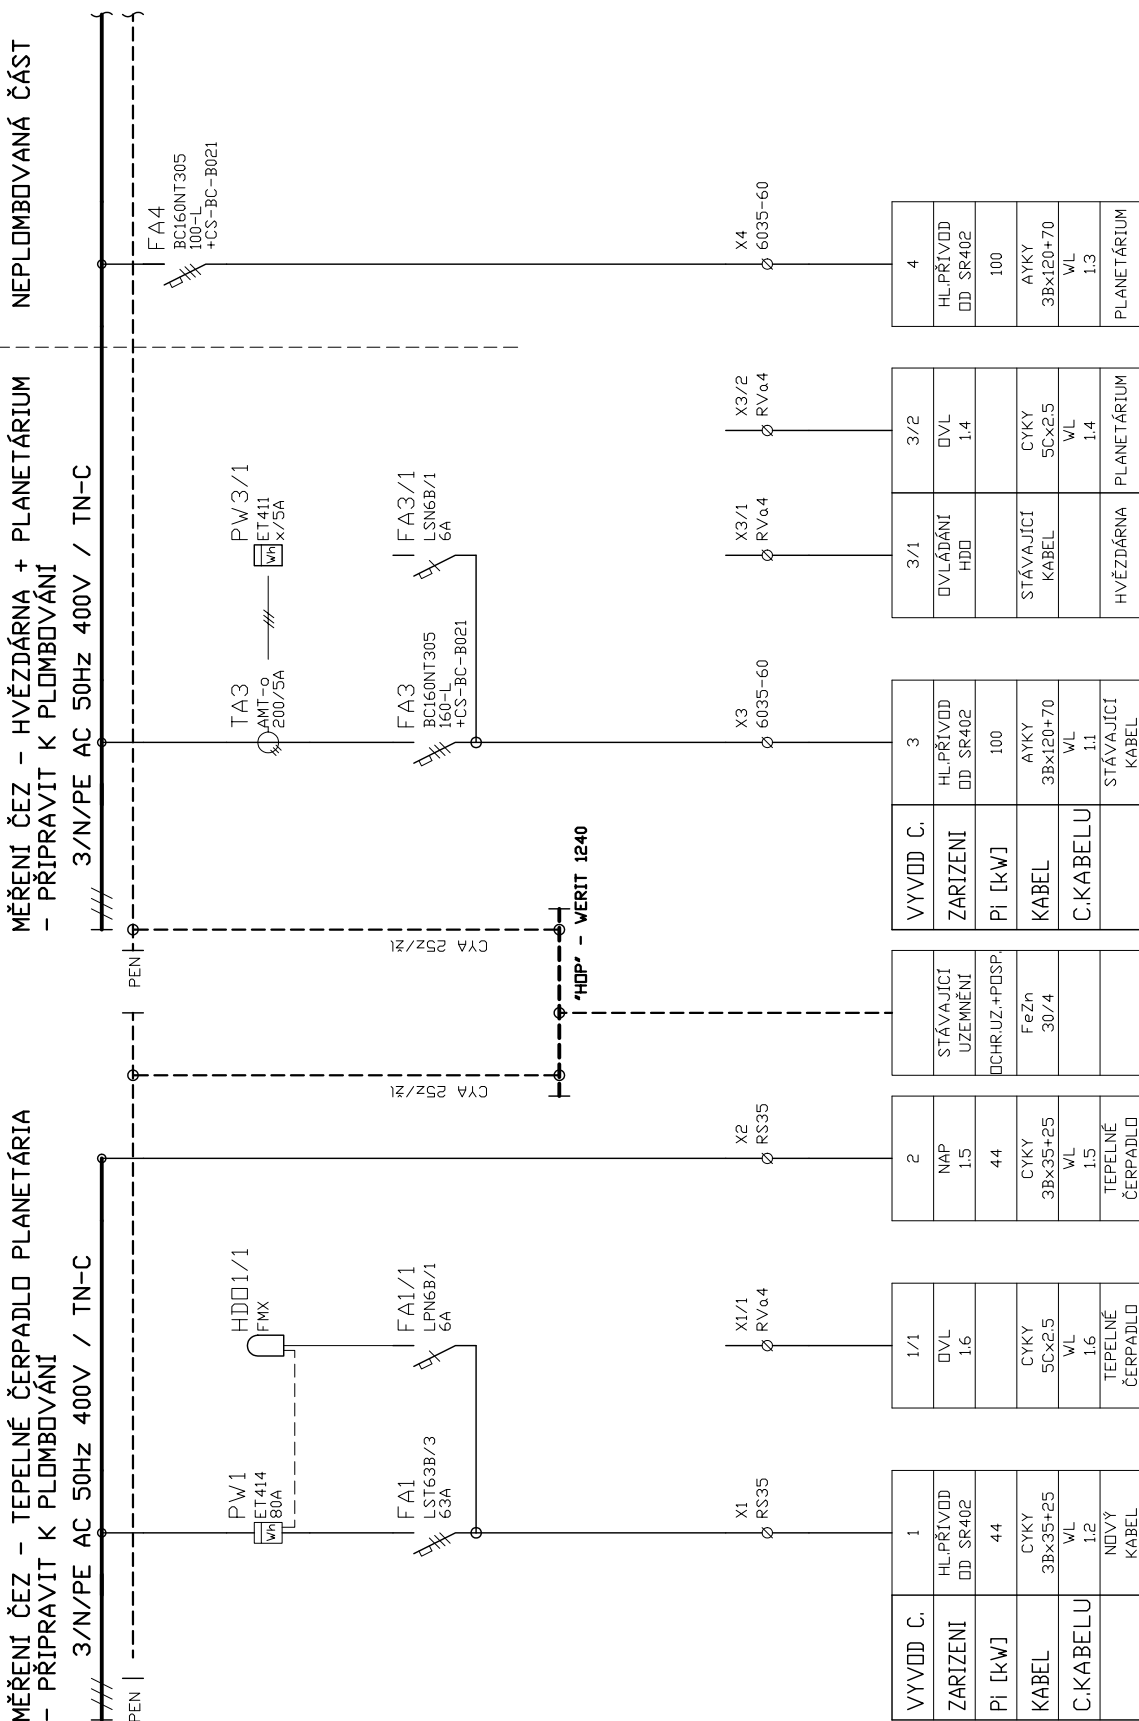 MĚŘENÍ ČEZ - TEPELNÉ ČERPADLO PLANETÁRIA
- PŘIPRAVIT K PLOMBOVÁNÍ
3/N/PE AC 50Hz 400V / TN-C
PEN
PW1
ET414
80A
Wh
HDO1/1
FMX
FA1
LST63B/3
63A
FA1/1
LPN6B/1
6A
X1
RS35
X1/1
RVa4
X2
RS35
CYA 25z/žl
CYA 25z/žl
"HOP" - WERIT 1240
MĚŘENÍ ČEZ - HVĚZDÁRNA + PLANETÁRIUM
- PŘIPRAVIT K PLOMBOVÁNÍ
3/N/PE AC 50Hz 400V / TN-C
PEN
TA3
AMT-o
200/5A
PW3/1
ET411
x/5A
Wh
FA3
BC160NT305
160-L
+CS-BC-B021
FA3/1
LSN6B/1
6A
X3
6035-60
X3/1
RVa4
X3/2
RVa4
NEPLOMBOVANÁ ČÁST
FA4
BC160NT305
100-L
+CS-BC-B021
X4
6035-60
VYVOD C.
ZARIZENI
Pi [kW]
KABEL
C.KABELU
1
HL.PŘÍVOD
OD SR402
44
CYKY
3Bx35+25
WL
1.2
NOVÝ
KABEL
1/1
OVL
1.6
CYKY
5Cx2.5
WL
1.6
TEPELNÉ
ČERPADLO
2
NAP
1.5
44
CYKY
3Bx35+25
WL
1.5
TEPELNÉ
ČERPADLO
STÁVAJÍCÍ
UZEMNĚNÍ
OCHR.UZ.+POSP.
FeZn
30/4
VYVOD C.
ZARIZENI
Pi [kW]
KABEL
C.KABELU
3
HL.PŘÍVOD
OD SR402
100
AYKY
3Bx120+70
WL
1.1
STÁVAJÍCÍ
KABEL
3/1
OVLÁDÁNÍ
HDO
STÁVAJÍCÍ
KABEL
HVĚZDÁRNA
3/2
OVL
1.4
CYKY
5Cx2.5
WL
1.4
PLANETÁRIUM
4
HL.PŘÍVOD
OD SR402
100
AYKY
3Bx120+70
WL
1.3
PLANETÁRIUM